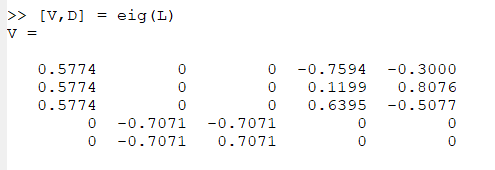 >> [V,D] = eig(L)
V =
0.5774 0 0 -0.7594 -0.3000
0.5774 0 0 0.1199 0.8076
0.5774 0 0 0.6395 -0.5077
0 -0.7071 -0.7071 0 0
0 -0.7071 0.7071 0 0